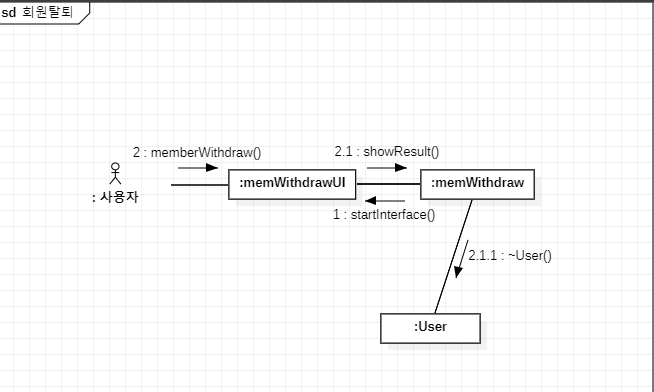 sd 회원탈퇴
2 : memberWithdraw()
2.1 : showResult()
: 사용자
:memWithdrawUI
:memWithdraw
1 : startInterface()
2.1.1 : ~User()
:User